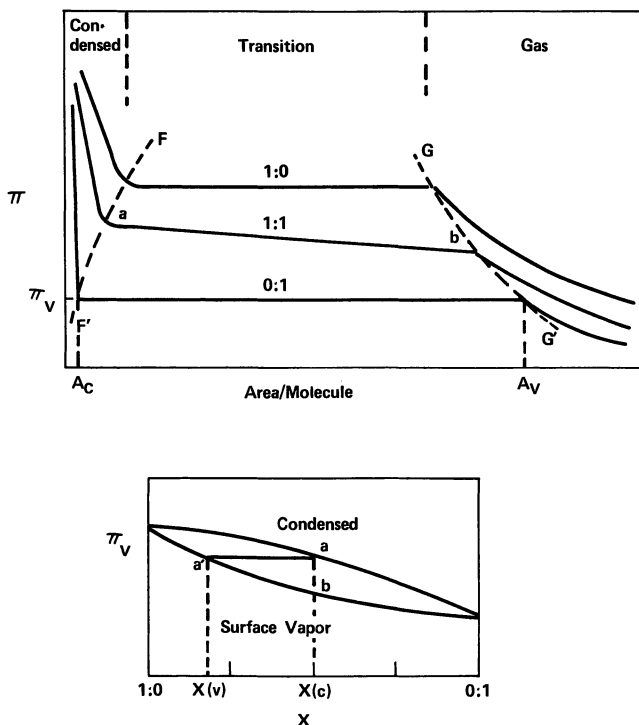 Con-
densed
Transition
Gas
π
F
G
1:0
a
1:1
b
0:1
πV
F'
G'
AC
Area/Molecule
AV
πV
Condensed
a
a'
b
Surface Vapor
1:0
X(v)
X(c)
0:1
X